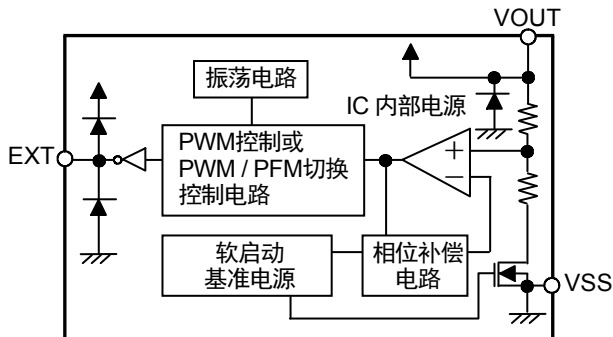 VOUT
振荡电路
IC 内部电源
EXT
PWM控制或
PWM / PFM切换
控制电路
+
−
软启动
基准电源
相位补偿
电路
VSS